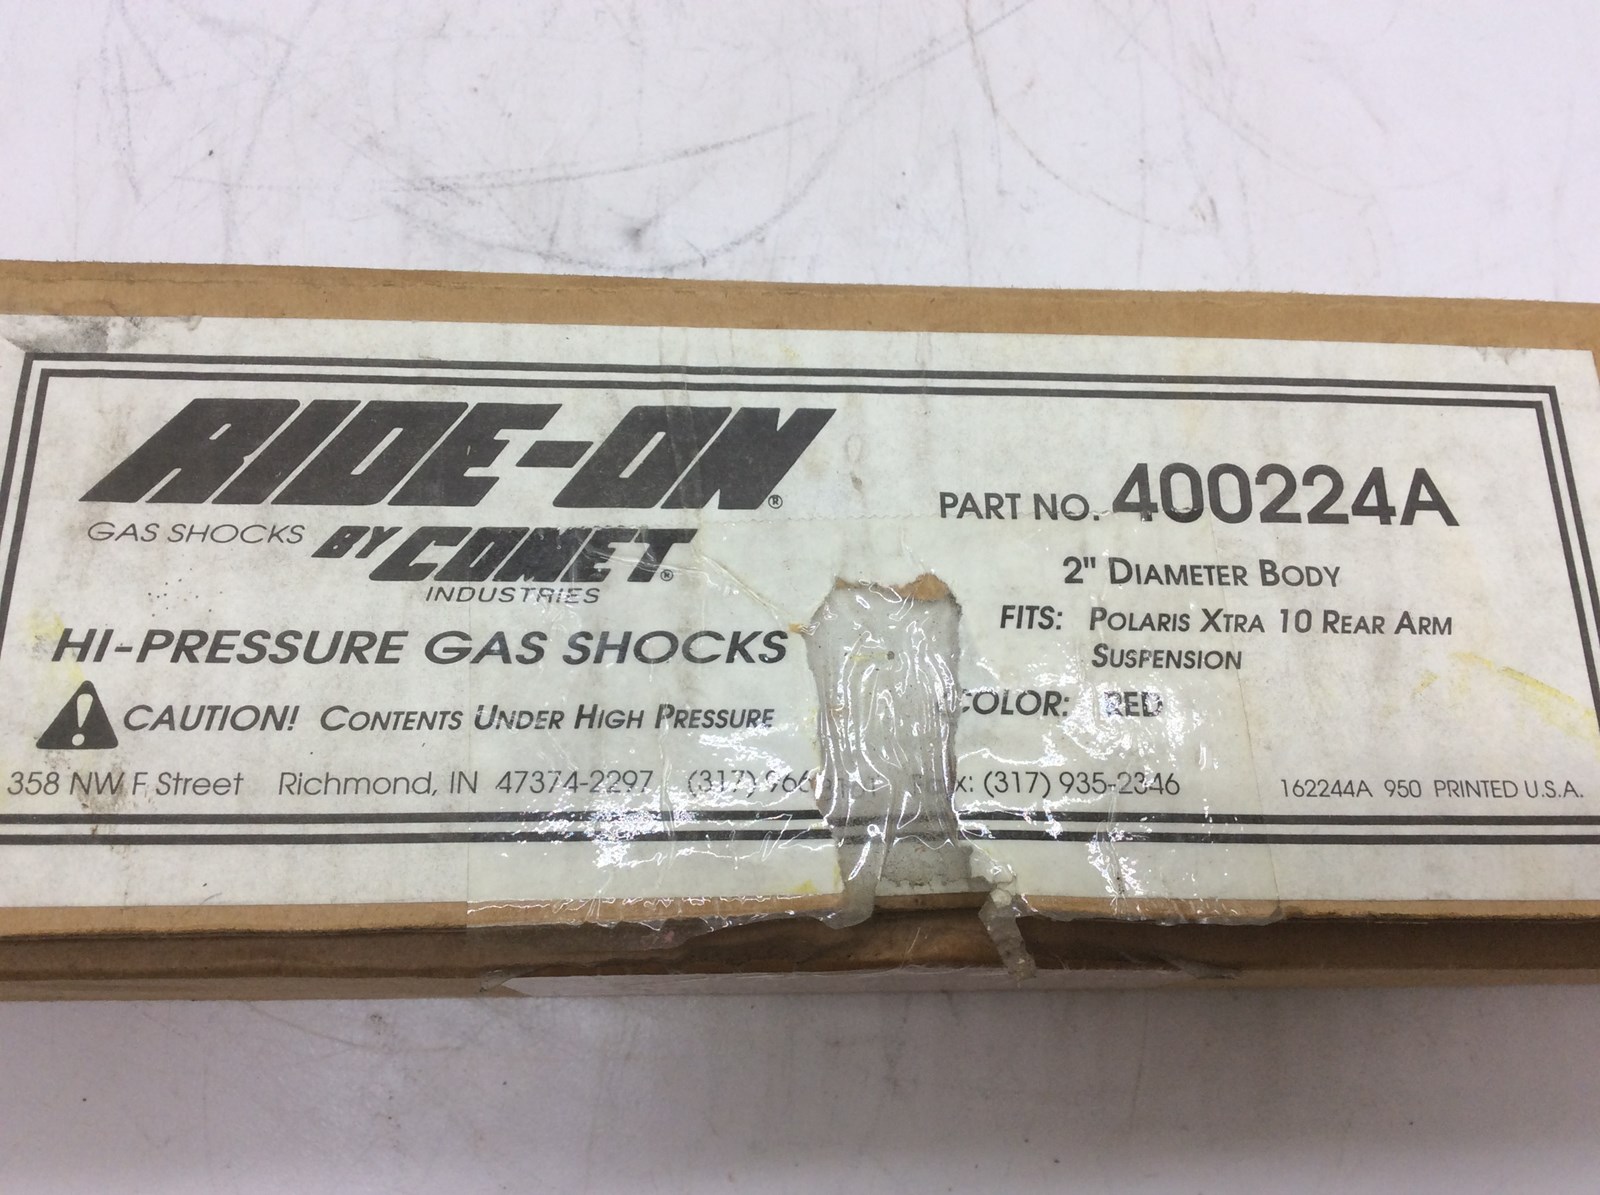 RIDE-ON®
GAS SHOCKS BY COMET®
INDUSTRIES
HI-PRESSURE GAS SHOCKS
CAUTION! CONTENTS UNDER HIGH PRESSURE
358 NW F Street Richmond, IN 47374-2297 (317) 966 (317) 935-2346
PART NO. 400224A
2" DIAMETER BODY
FITS: POLARIS XTRA 10 REAR ARM
SUSPENSION
COLOR: RED
162244A 950 PRINTED U.S.A.